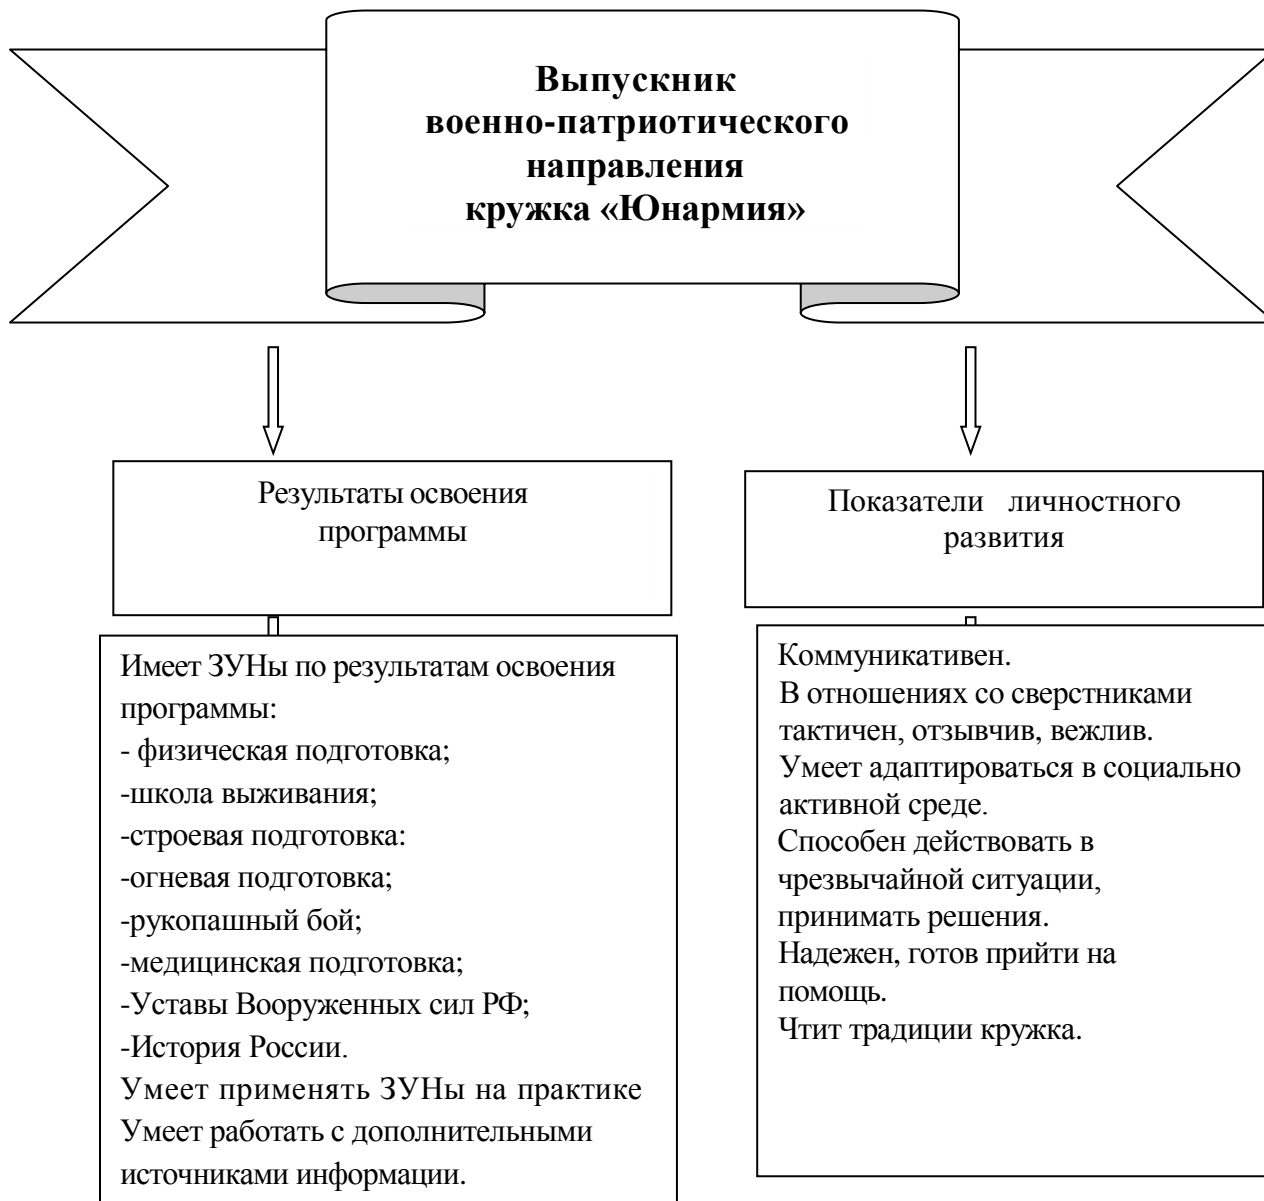 Выпускник
военно-патриотического
направления
кружка «Юнармия»
Результаты освоения
программы
Показатели личностного
развития
Имеет ЗУНы по результатам освоения
программы:
- физическая подготовка;
-школа выживания;
-строевая подготовка:
-огневая подготовка;
-рукопашный бой;
-медицинская подготовка;
-Уставы Вооруженных сил РФ;
-История России.
Умеет применять ЗУНы на практике
Умеет работать с дополнительными
источниками информации.
Коммуникативен.
В отношениях со сверстниками
тактичен, отзывчив, вежлив.
Умеет адаптироваться в социально
активной среде.
Способен действовать в
чрезвычайной ситуации,
принимать решения.
Надежен, готов прийти на
помощь.
Чтит традиции кружка.